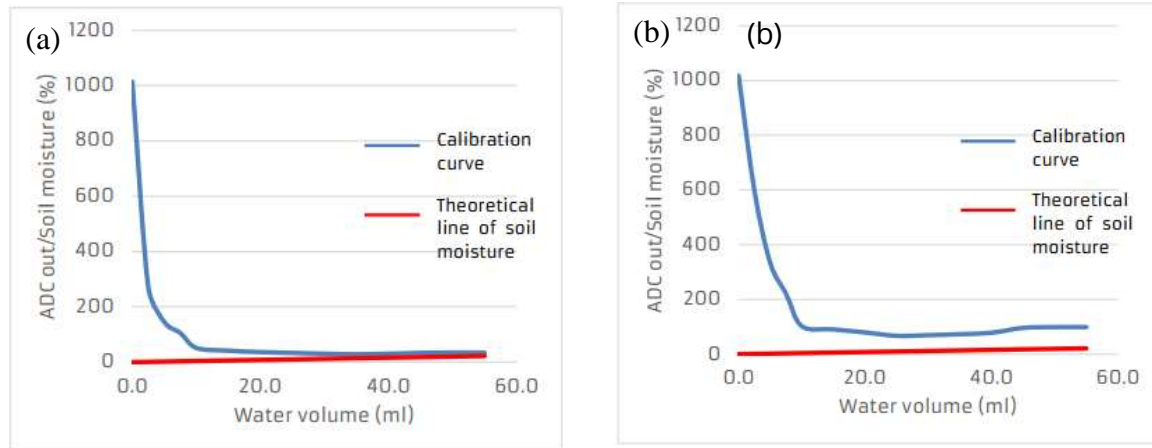 (a)
1200
1000
800
600
400
200
0
ADC out/Soil moisture (%)
Calibration
curve
Theoretical
line of soil
moisture
0.0 20.0 40.0 60.0
Water volume (ml)
(b) (b)
1200
1000
800
600
400
200
0
ADC out/Soil moisture (%)
Calibration
curve
Theoretical
line of soil
moisture
0.0 20.0 40.0 60.0
Water volume (ml)